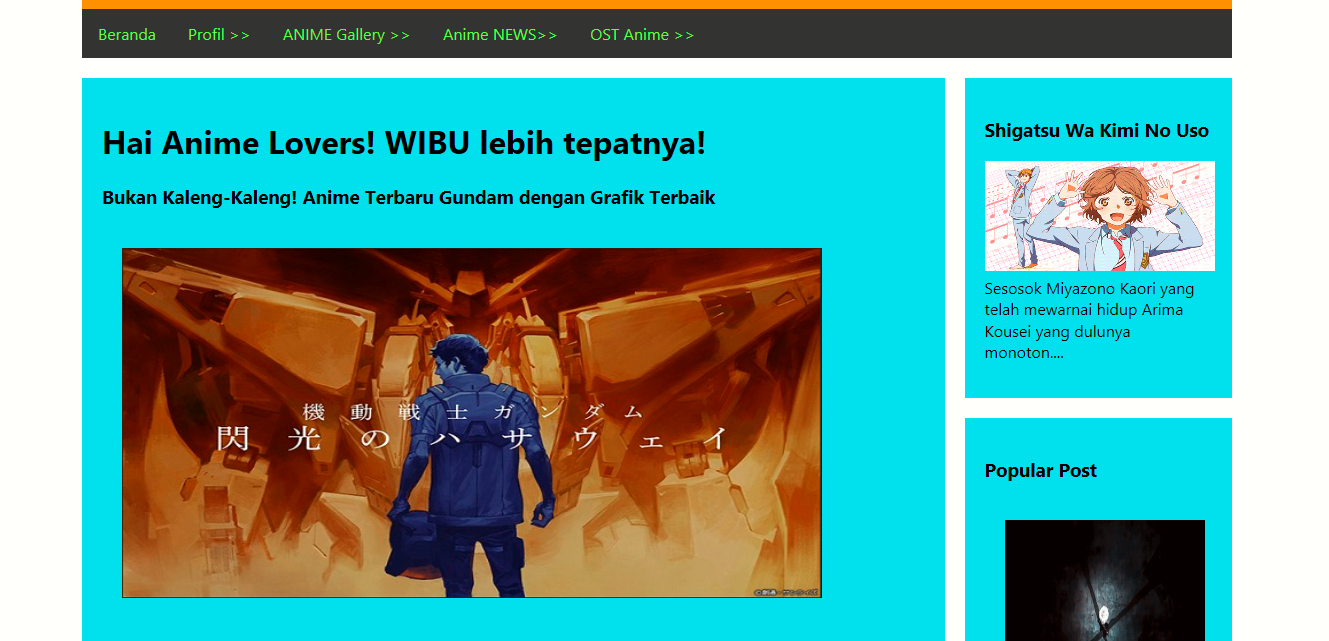 Beranda Profil >> ANIME Gallery >> Anime NEWS>> OST Anime >>
Hai Anime Lovers! WIBU lebih tepatnya!
Bukan Kaleng-Kaleng! Anime Terbaru Gundam dengan Grafik Terbaik
機動戦士ガンダム
閃光のハサウェイ
Shigatsu Wa Kimi No Uso
Sesosok Miyazono Kaori yang
telah mewarnai hidup Arima
Kousei yang dulunya
monoton....
Popular Post